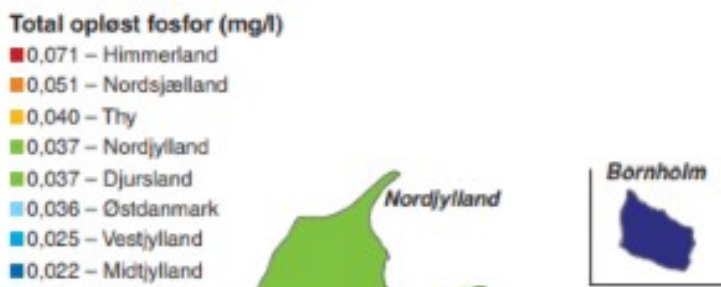 Total opløst fosfor (mg/l)
0,071 – Himmerland
0,051 – Nordsjælland
0,040 – Thy
0,037 – Nordjylland
0,037 – Djursland
0,036 – Østdanmark
0,025 – Vestjylland
0,022 – Midtjylland
Nordjylland
Bornholm